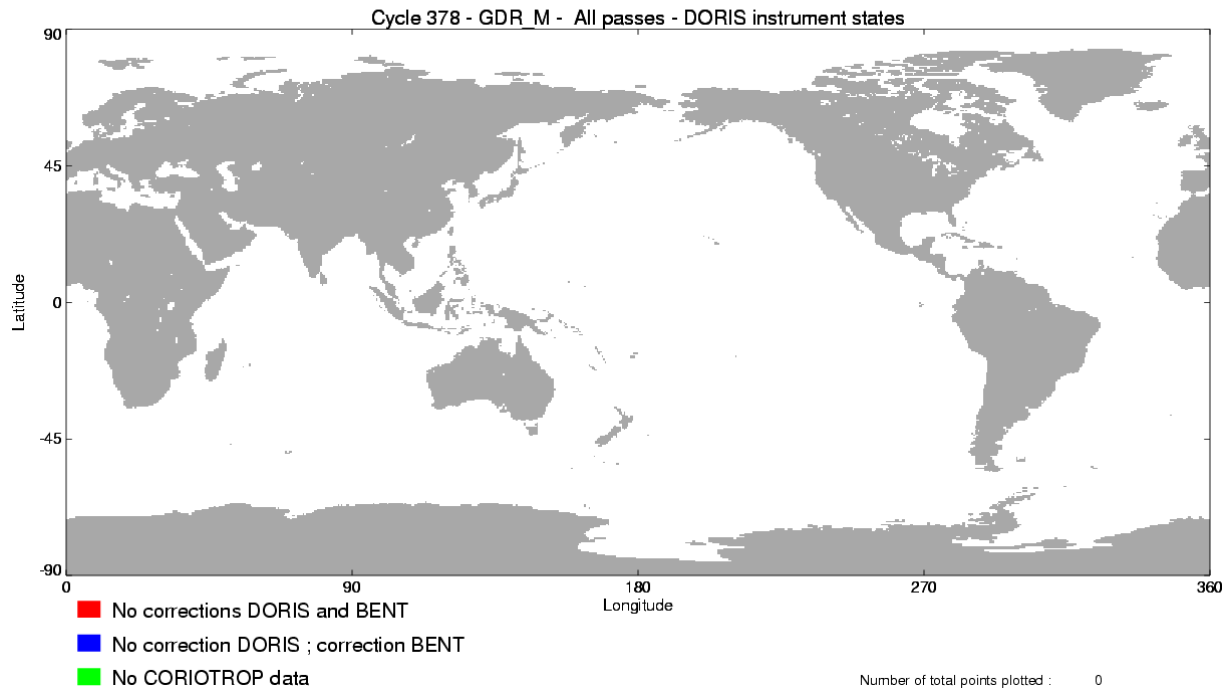 Cycle 378 - GDR_M - All passes - DORIS instrument states
90
45
0
-45
-90
Latitude
0 90 180 270 360
Longitude
No corrections DORIS and BENT
No correction DORIS ; correction BENT
No CORIOTROP data
Number of total points plotted : 0